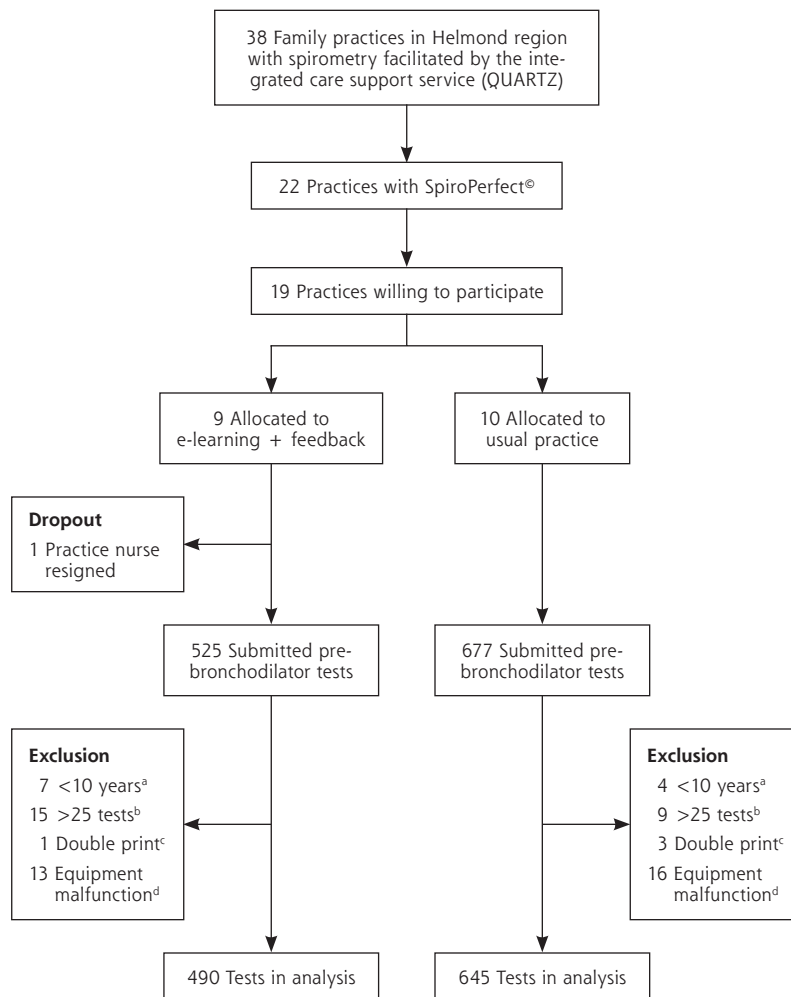 38 Family practices in Helmond region
with spirometry facilitated by the inte-
grated care support service (QUARTZ)
22 Practices with SpiroPerfect©
19 Practices willing to participate
9 Allocated to
e-learning + feedback
10 Allocated to
usual practice
Dropout
1 Practice nurse
resigned
525 Submitted pre-
bronchodilator tests
677 Submitted pre-
bronchodilator tests
Exclusion
7 <10 yearsᵃ
15 >25 testsᵇ
1 Double printᶜ
13 Equipment
malfunctionᵈ
Exclusion
4 <10 yearsᵃ
9 >25 testsᵇ
3 Double printᶜ
16 Equipment
malfunctionᵈ
490 Tests in analysis
645 Tests in analysis